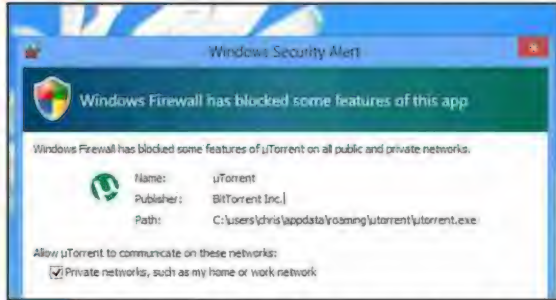 Windows Security Alert
Windows Firewall has blocked some features of this app
Windows Firewall has blocked some features of µTorrent on all public and private networks.
Name: µTorrent
Publisher: BitTorrent Inc.
Path: C:\users\chris\appdata\roaming\utorrent\utorrent.exe
Allow µTorrent to communicate on these networks:
Private networks, such as my home or work network